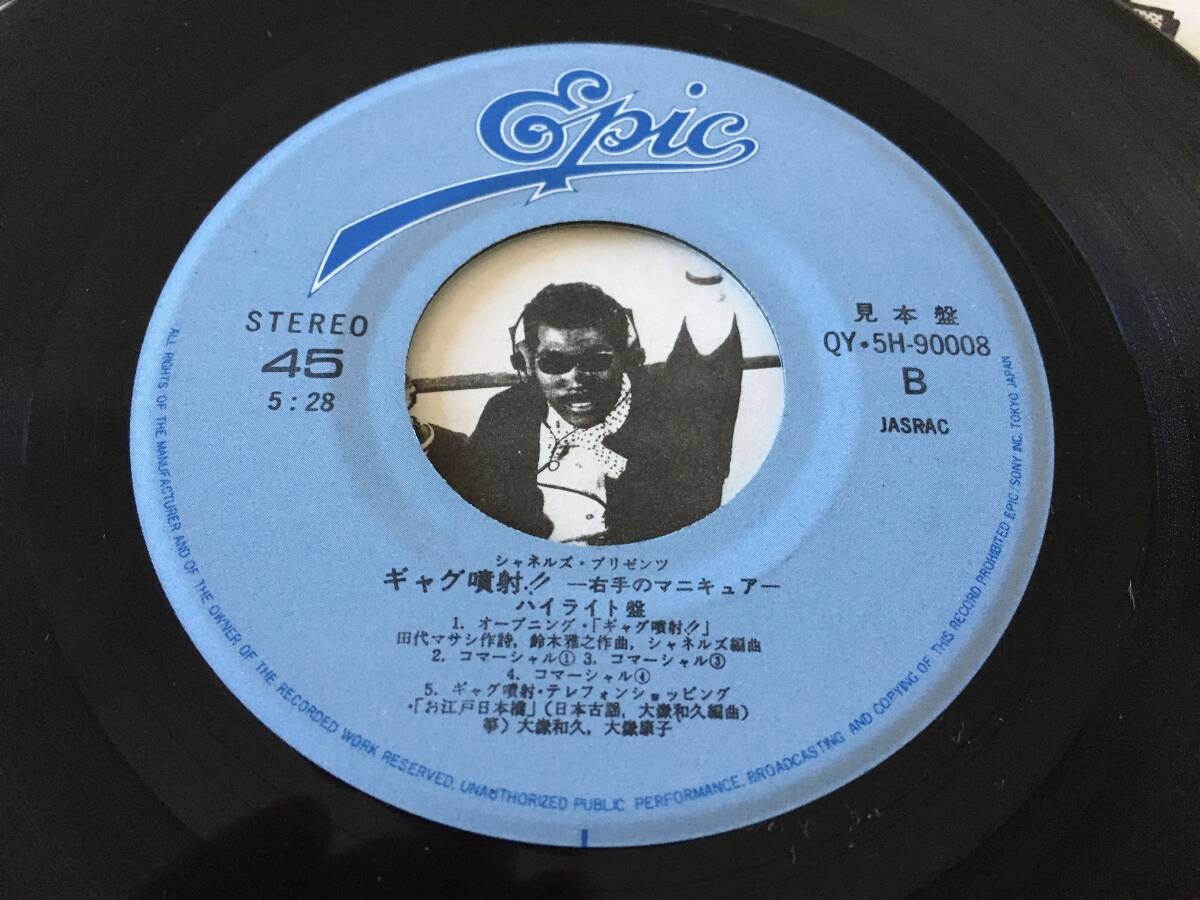 Epic
STEREO
45
5:28
見本盤
QY・5H-90008
B
JASRAC
シャネルズ・プリゼンツ
ギャグ噴射!! ―右手のマニキュア―
ハイライト盤
1. オープニング・「ギャグ噴射!!」
田代マサシ作詩, 鈴木雅之作曲, シャネルズ編曲
2. コマーシャル① 3. コマーシャル③
4. コマーシャル④
5. ギャグ噴射・テレフォンショッピング
・「お江戸日本橋」(日本古謡, 大嶽和久編曲)
箏) 大嶽和久, 大嶽康子
ALL RIGHTS OF THE MANUFACTURER AND OF THE OWNER OF THE RECORDED WORK RESERVED. UNAUTHORIZED PUBLIC PERFORMANCE, BROADCASTING AND COPYING OF THIS RECORD PROHIBITED EPIC/SONY INC. TOKYO JAPAN